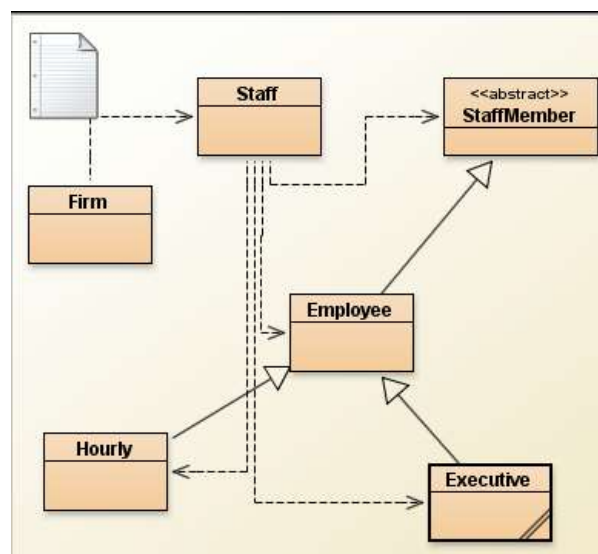 Staff
<<abstract>>
StaffMember
Firm
Employee
Hourly
Executive